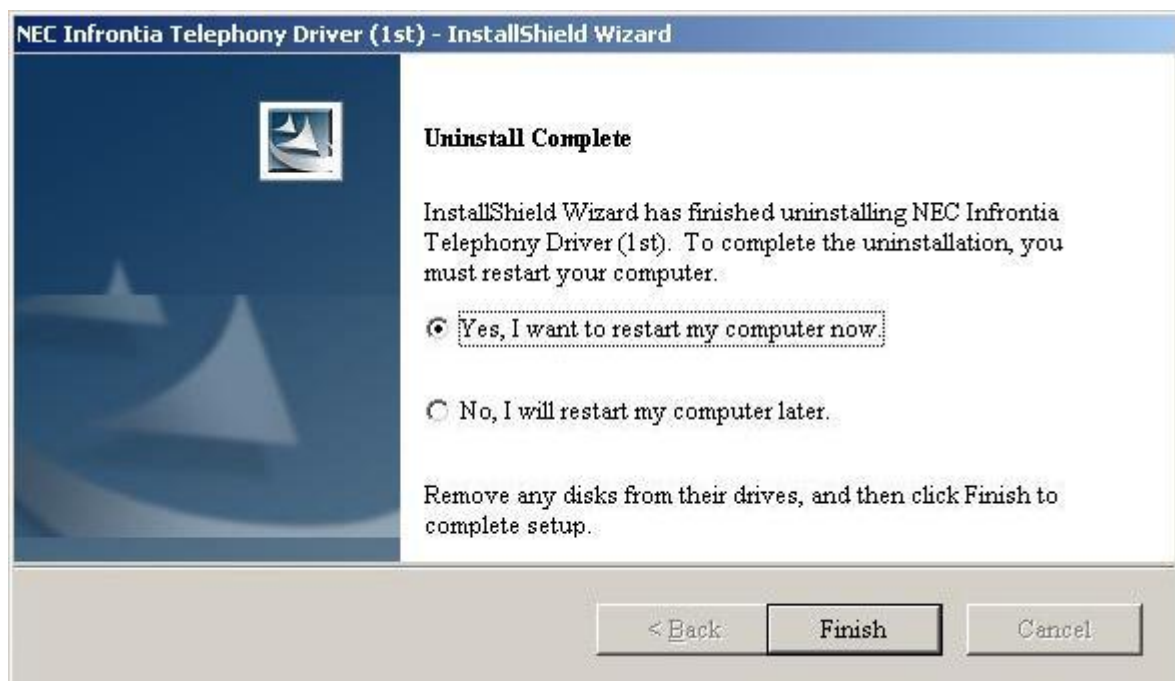 NEC Infrontia Telephony Driver (1st) - InstallShield Wizard
Uninstall Complete
InstallShield Wizard has finished uninstalling NEC Infrontia
Telephony Driver (1st). To complete the uninstallation, you
must restart your computer.
Yes, I want to restart my computer now.
No, I will restart my computer later.
Remove any disks from their drives, and then click Finish to
complete setup.
< Back Finish Cancel